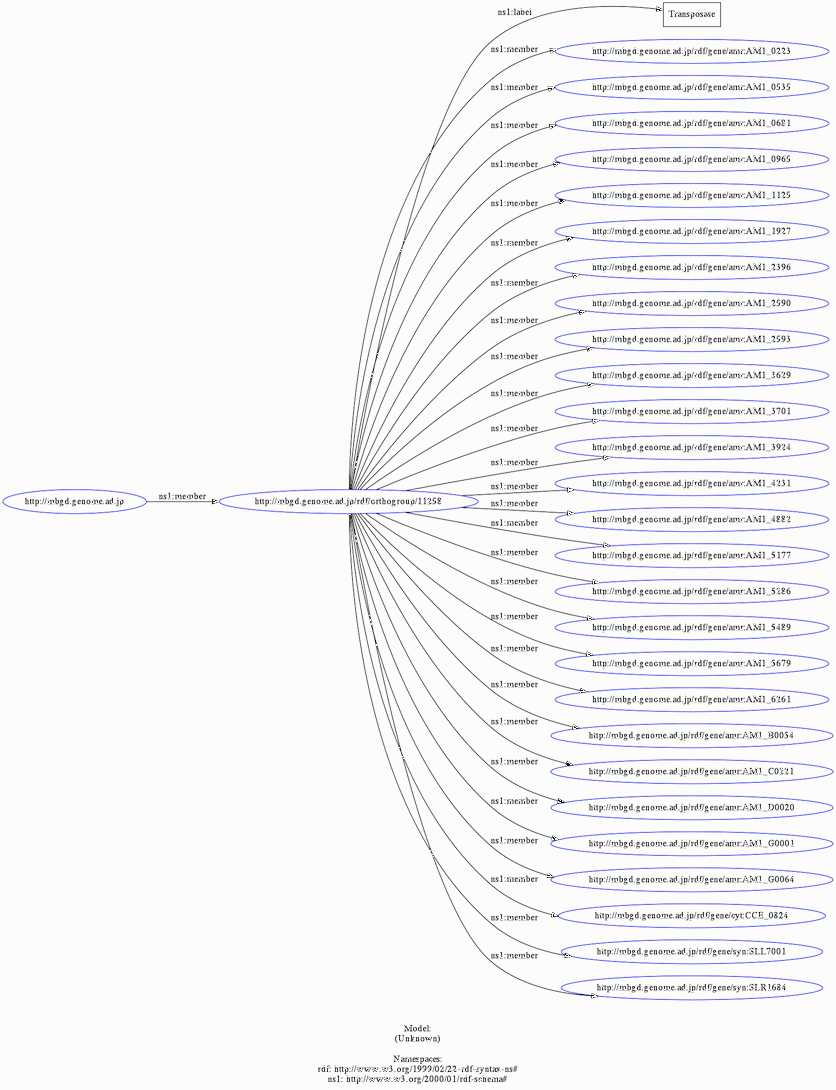 ns1:label
Transposase
ns1:member
http://mbgd.genome.ad.jp/rdf/gene/amr:AM1_0223
ns1:member
http://mbgd.genome.ad.jp/rdf/gene/amr:AM1_0535
ns1:member
http://mbgd.genome.ad.jp/rdf/gene/amr:AM1_0681
ns1:member
http://mbgd.genome.ad.jp/rdf/gene/amr:AM1_0965
ns1:member
http://mbgd.genome.ad.jp/rdf/gene/amr:AM1_1125
ns1:member
http://mbgd.genome.ad.jp/rdf/gene/amr:AM1_1927
ns1:member
http://mbgd.genome.ad.jp/rdf/gene/amr:AM1_2396
ns1:member
http://mbgd.genome.ad.jp/rdf/gene/amr:AM1_2590
ns1:member
http://mbgd.genome.ad.jp/rdf/gene/amr:AM1_2593
ns1:member
http://mbgd.genome.ad.jp/rdf/gene/amr:AM1_3629
ns1:member
http://mbgd.genome.ad.jp/rdf/gene/amr:AM1_3701
ns1:member
http://mbgd.genome.ad.jp/rdf/gene/amr:AM1_3924
ns1:member
http://mbgd.genome.ad.jp/rdf/gene/amr:AM1_4231
http://mbgd.genome.ad.jp
ns1:member
http://mbgd.genome.ad.jp/rdf/orthogroup/11258
ns1:member
http://mbgd.genome.ad.jp/rdf/gene/amr:AM1_4882
ns1:member
http://mbgd.genome.ad.jp/rdf/gene/amr:AM1_5177
ns1:member
http://mbgd.genome.ad.jp/rdf/gene/amr:AM1_5286
ns1:member
http://mbgd.genome.ad.jp/rdf/gene/amr:AM1_5489
ns1:member
http://mbgd.genome.ad.jp/rdf/gene/amr:AM1_5679
ns1:member
http://mbgd.genome.ad.jp/rdf/gene/amr:AM1_6261
ns1:member
http://mbgd.genome.ad.jp/rdf/gene/amr:AM1_B0054
ns1:member
http://mbgd.genome.ad.jp/rdf/gene/amr:AM1_C0221
ns1:member
http://mbgd.genome.ad.jp/rdf/gene/amr:AM1_D0020
ns1:member
http://mbgd.genome.ad.jp/rdf/gene/amr:AM1_G0001
ns1:member
http://mbgd.genome.ad.jp/rdf/gene/amr:AM1_G0064
ns1:member
http://mbgd.genome.ad.jp/rdf/gene/cyt:CCE_0824
ns1:member
http://mbgd.genome.ad.jp/rdf/gene/syn:SLL7001
ns1:member
http://mbgd.genome.ad.jp/rdf/gene/syn:SLR1684
Model:
(Unknown)
Namespaces:
rdf: http://www.w3.org/1999/02/22-rdf-syntax-ns#
ns1: http://www.w3.org/2000/01/rdf-schema#